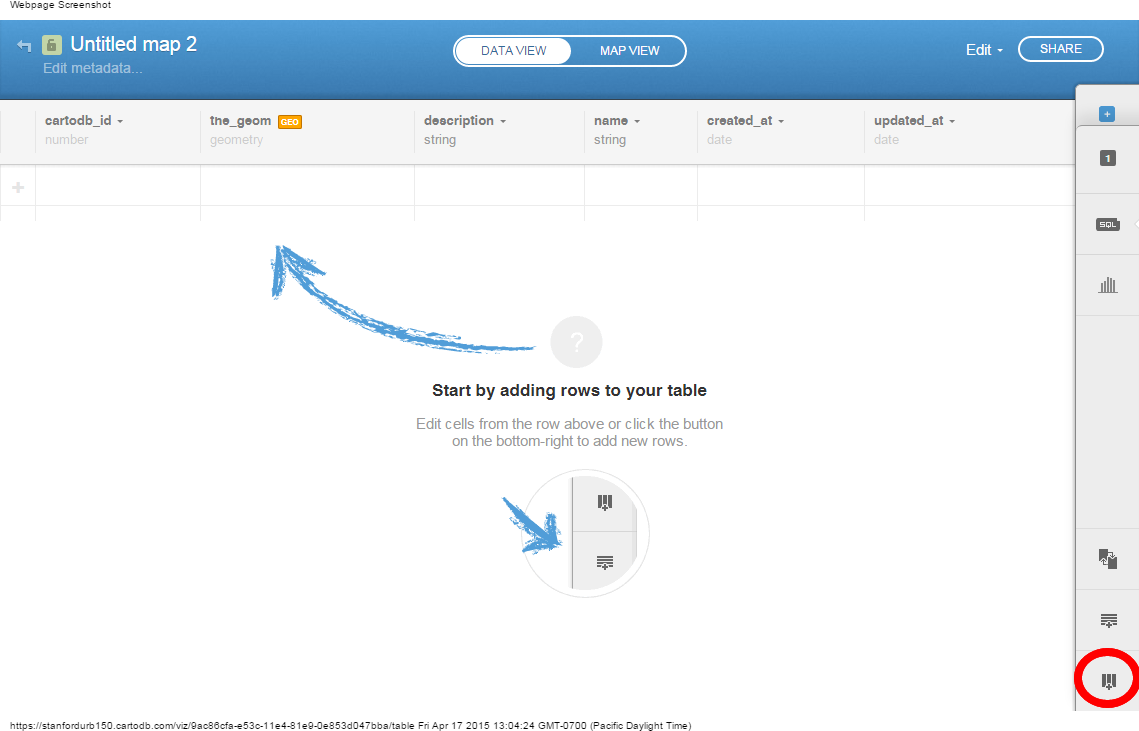 Webpage Screenshot
Untitled map 2
Edit metadata...
DATA VIEW MAP VIEW
Edit SHARE
cartodb_id the_geom GEO description name created_at updated_at
number geometry string string date date
+
1
SQL
?
Start by adding rows to your table
Edit cells from the row above or click the button
on the bottom-right to add new rows.
https://stanfordurb150.cartodb.com/viz/9ac86cfa-e53c-11e4-81e9-0e853d047bba/table Fri Apr 17 2015 13:04:24 GMT-0700 (Pacific Daylight Time)